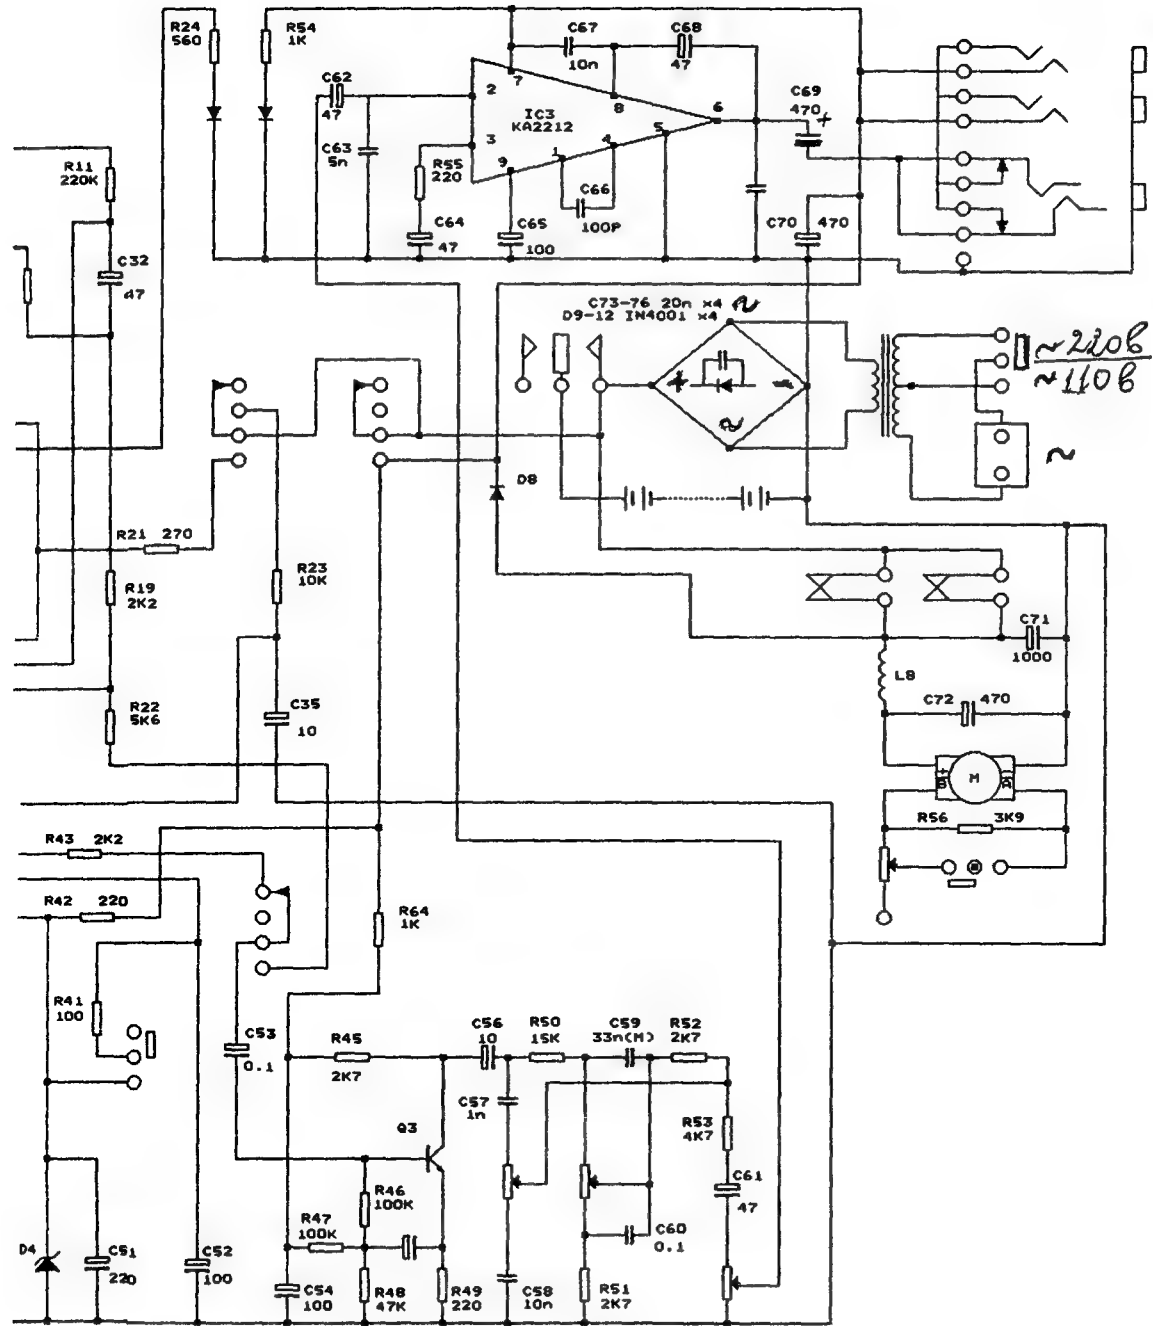 R24
560
R54
1K
C67
10n
C68
47
C62
47
2
7
8
6
IC3
KA2212
3
5
4
1
9
C69
470
+
C63
5n
R55
220
C66
100P
R11
220K
C64
47
C65
100
C70
470
C32
47
C73-76 20n x4 ~
D9-12 IN4001 x4
+
-
~
~220В
~110В
~
D8
R21 270
R19
2K2
R23
10K
C71
1000
L8
R22
5K6
C35
10
C72 470
+
B
M
-
A
R56 3K9
R43 2K2
R42 220
R64
1K
R41
100
C53
0.1
R45
2K7
C56
10
R50
15K
C59
33n(M)
R52
2K7
C57
1n
R53
4K7
Q3
R46
100K
C61
47
R47
100K
C60
0.1
D4
C51
220
C52
100
C54
100
R48
47K
R49
220
C58
10n
R51
2K7